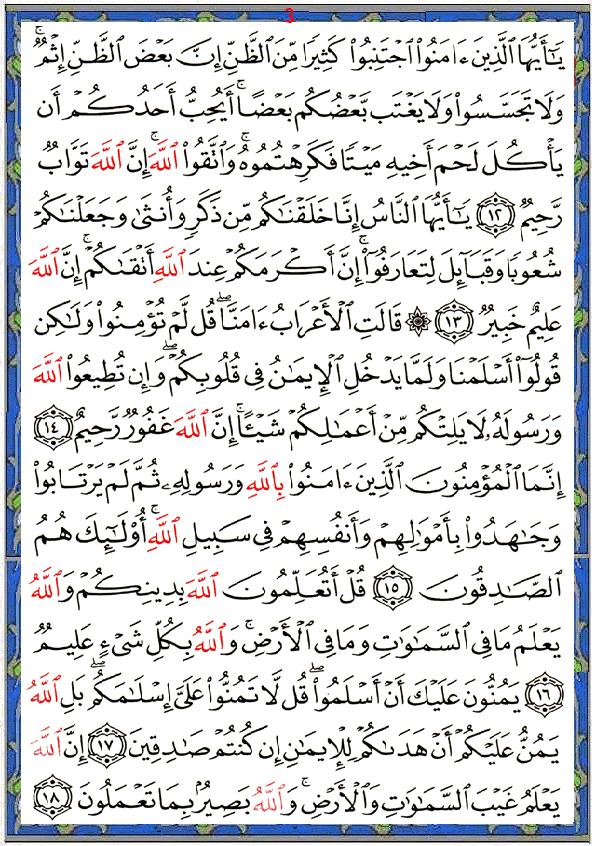 3
يَٰٓأَيُّهَا ٱلَّذِينَ ءَامَنُوا۟ ٱجْتَنِبُوا۟ كَثِيرًا مِّنَ ٱلظَّنِّ إِنَّ بَعْضَ ٱلظَّنِّ إِثْمٌ ۖ
وَلَا تَجَسَّسُوا۟ وَلَا يَغْتَب بَّعْضُكُم بَعْضًا ۚ أَيُحِبُّ أَحَدُكُمْ أَن
يَأْكُلَ لَحْمَ أَخِيهِ مَيْتًا فَكَرِهْتُمُوهُ ۚ وَٱتَّقُوا۟ ٱللَّهَ ۚ إِنَّ ٱللَّهَ تَوَّابٌ
رَّحِيمٌ ١٢ يَٰٓأَيُّهَا ٱلنَّاسُ إِنَّا خَلَقْنَٰكُم مِّن ذَكَرٍ وَأُنثَىٰ وَجَعَلْنَٰكُمْ
شُعُوبًا وَقَبَآئِلَ لِتَعَارَفُوٓا۟ ۚ إِنَّ أَكْرَمَكُمْ عِندَ ٱللَّهِ أَتْقَىٰكُمْ ۚ إِنَّ ٱللَّهَ
عَلِيمٌ خَبِيرٌ ١٣ ۞ قَالَتِ ٱلْأَعْرَابُ ءَامَنَّا ۖ قُل لَّمْ تُؤْمِنُوا۟ وَلَٰكِن
قُولُوٓا۟ أَسْلَمْنَا وَلَمَّا يَدْخُلِ ٱلْإِيمَٰنُ فِى قُلُوبِكُمْ ۖ وَإِن تُطِيعُوا۟ ٱللَّهَ
وَرَسُولَهُۥ لَا يَلِتْكُم مِّنْ أَعْمَٰلِكُمْ شَيْـًٔا ۚ إِنَّ ٱللَّهَ غَفُورٌ رَّحِيمٌ ١٤
إِنَّمَا ٱلْمُؤْمِنُونَ ٱلَّذِينَ ءَامَنُوا۟ بِٱللَّهِ وَرَسُولِهِۦ ثُمَّ لَمْ يَرْتَابُوا۟
وَجَٰهَدُوا۟ بِأَمْوَٰلِهِمْ وَأَنفُسِهِمْ فِى سَبِيلِ ٱللَّهِ ۚ أُو۟لَٰٓئِكَ هُمُ
ٱلصَّٰدِقُونَ ١٥ قُلْ أَتُعَلِّمُونَ ٱللَّهَ بِدِينِكُمْ وَٱللَّهُ
يَعْلَمُ مَا فِى ٱلسَّمَٰوَٰتِ وَمَا فِى ٱلْأَرْضِ ۚ وَٱللَّهُ بِكُلِّ شَىْءٍ عَلِيمٌ
١٦ يَمُنُّونَ عَلَيْكَ أَنْ أَسْلَمُوا۟ ۖ قُل لَّا تَمُنُّوا۟ عَلَىَّ إِسْلَٰمَكُم ۖ بَلِ ٱللَّهُ
يَمُنُّ عَلَيْكُمْ أَنْ هَدَىٰكُمْ لِلْإِيمَٰنِ إِن كُنتُمْ صَٰدِقِينَ ١٧ إِنَّ ٱللَّهَ
يَعْلَمُ غَيْبَ ٱلسَّمَٰوَٰتِ وَٱلْأَرْضِ ۚ وَٱللَّهُ بَصِيرٌۢ بِمَا تَعْمَلُونَ ١٨